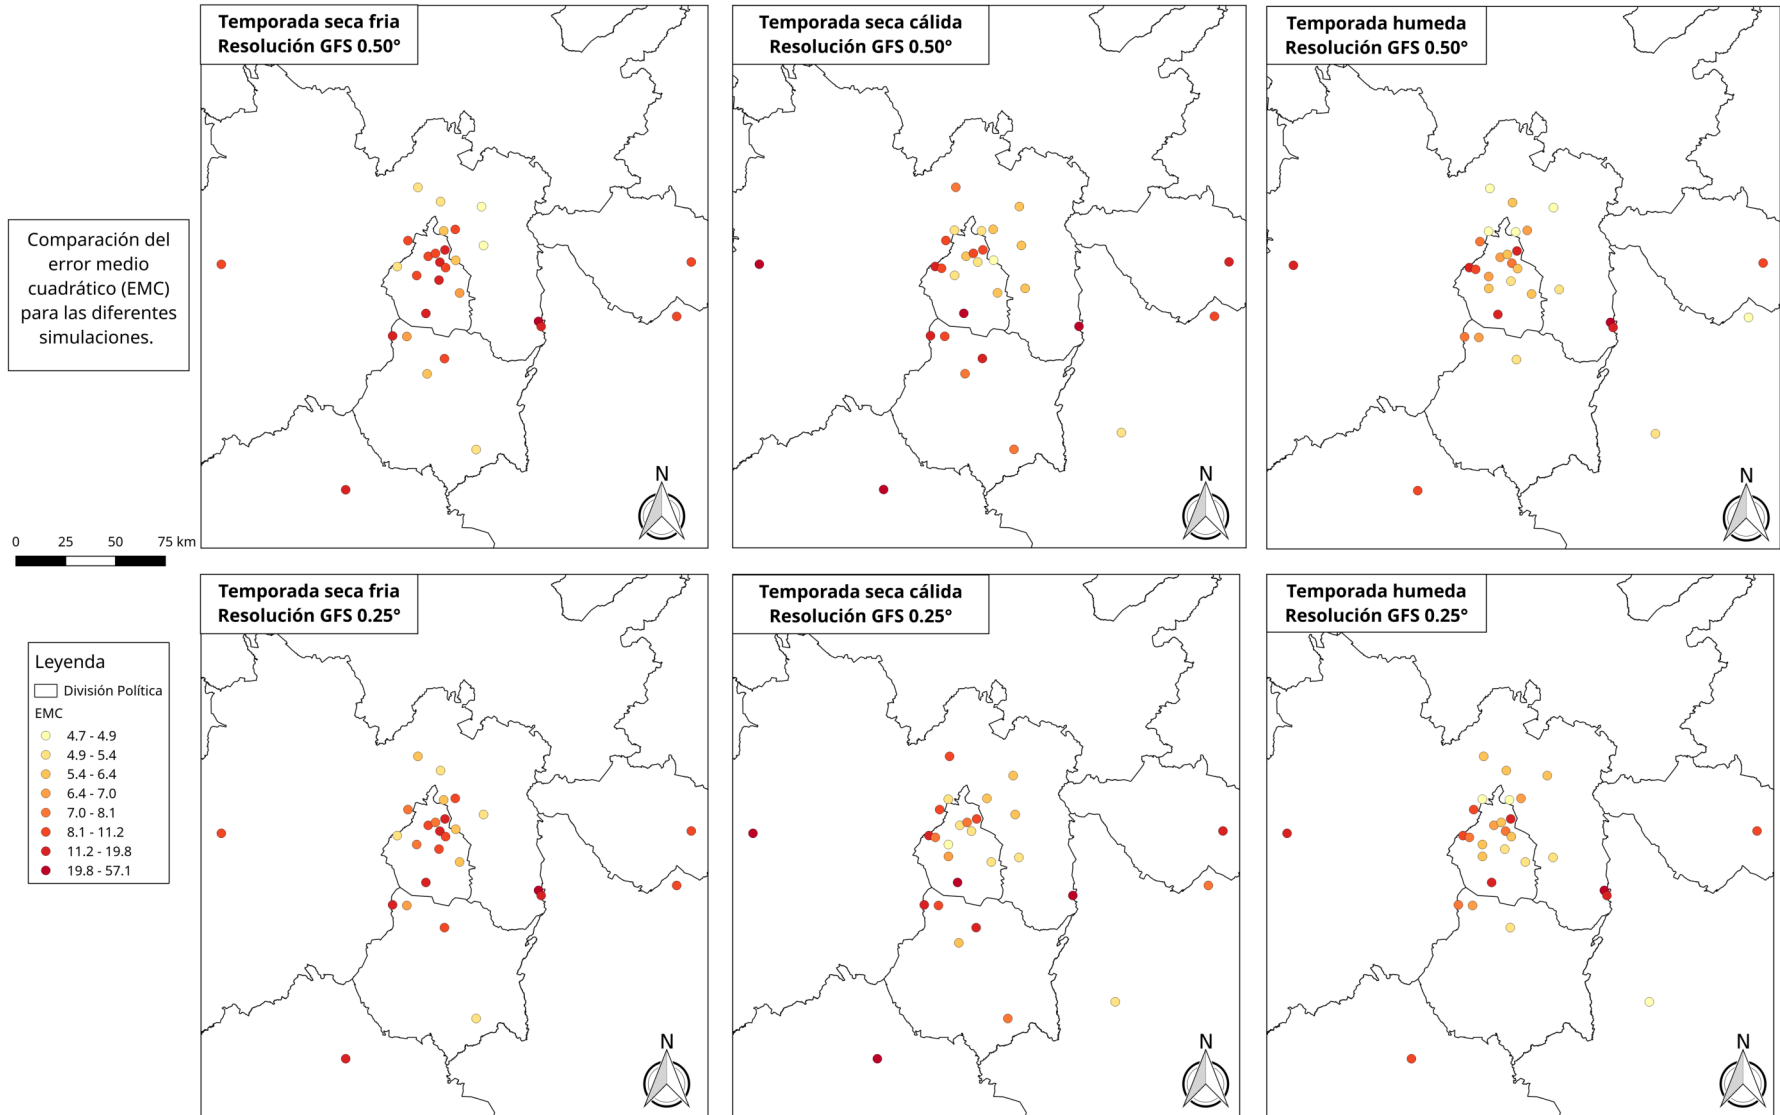 Temporada seca fria
Resolución GFS 0.50°
Temporada seca cálida
Resolución GFS 0.50°
Temporada humeda
Resolución GFS 0.50°
Comparación del
error medio
cuadrático (EMC)
para las diferentes
simulaciones.
N
N
N
0 25 50 75 km
Temporada seca fria
Resolución GFS 0.25°
Temporada seca cálida
Resolución GFS 0.25°
Temporada humeda
Resolución GFS 0.25°
Leyenda
División Política
EMC
4.7 - 4.9
4.9 - 5.4
5.4 - 6.4
6.4 - 7.0
7.0 - 8.1
8.1 - 11.2
11.2 - 19.8
19.8 - 57.1
N
N
N